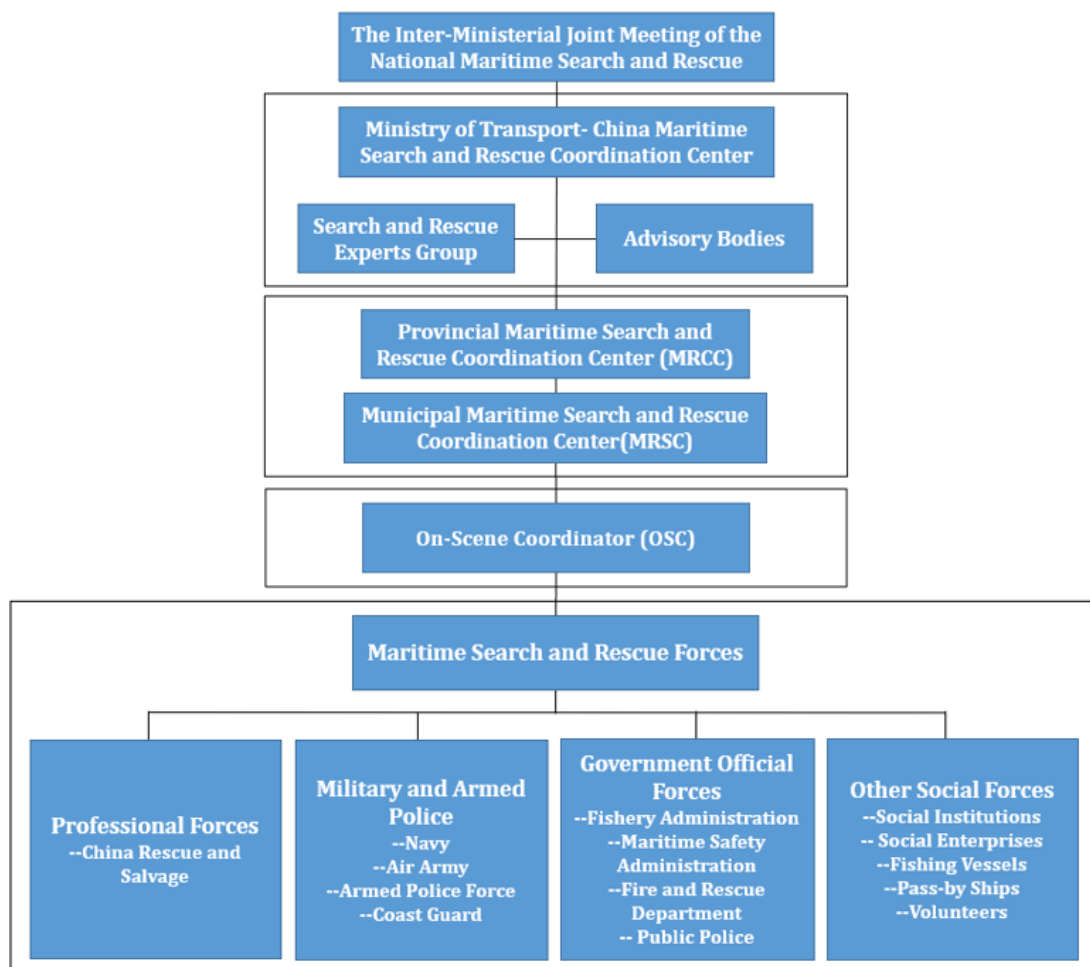 The Inter-Ministerial Joint Meeting of the
National Maritime Search and Rescue
Ministry of Transport- China Maritime
Search and Rescue Coordination Center
Search and Rescue
Experts Group
Advisory Bodies
Provincial Maritime Search and
Rescue Coordination Center (MRCC)
Municipal Maritime Search and Rescue
Coordination Center(MRSC)
On-Scene Coordinator (OSC)
Maritime Search and Rescue Forces
Professional Forces
--China Rescue and
Salvage
Military and Armed
Police
--Navy
--Air Army
--Armed Police Force
--Coast Guard
Government Official
Forces
--Fishery Administration
--Maritime Safety
Administration
--Fire and Rescue
Department
-- Public Police
Other Social Forces
--Social Institutions
-- Social Enterprises
--Fishing Vessels
--Pass-by Ships
--Volunteers